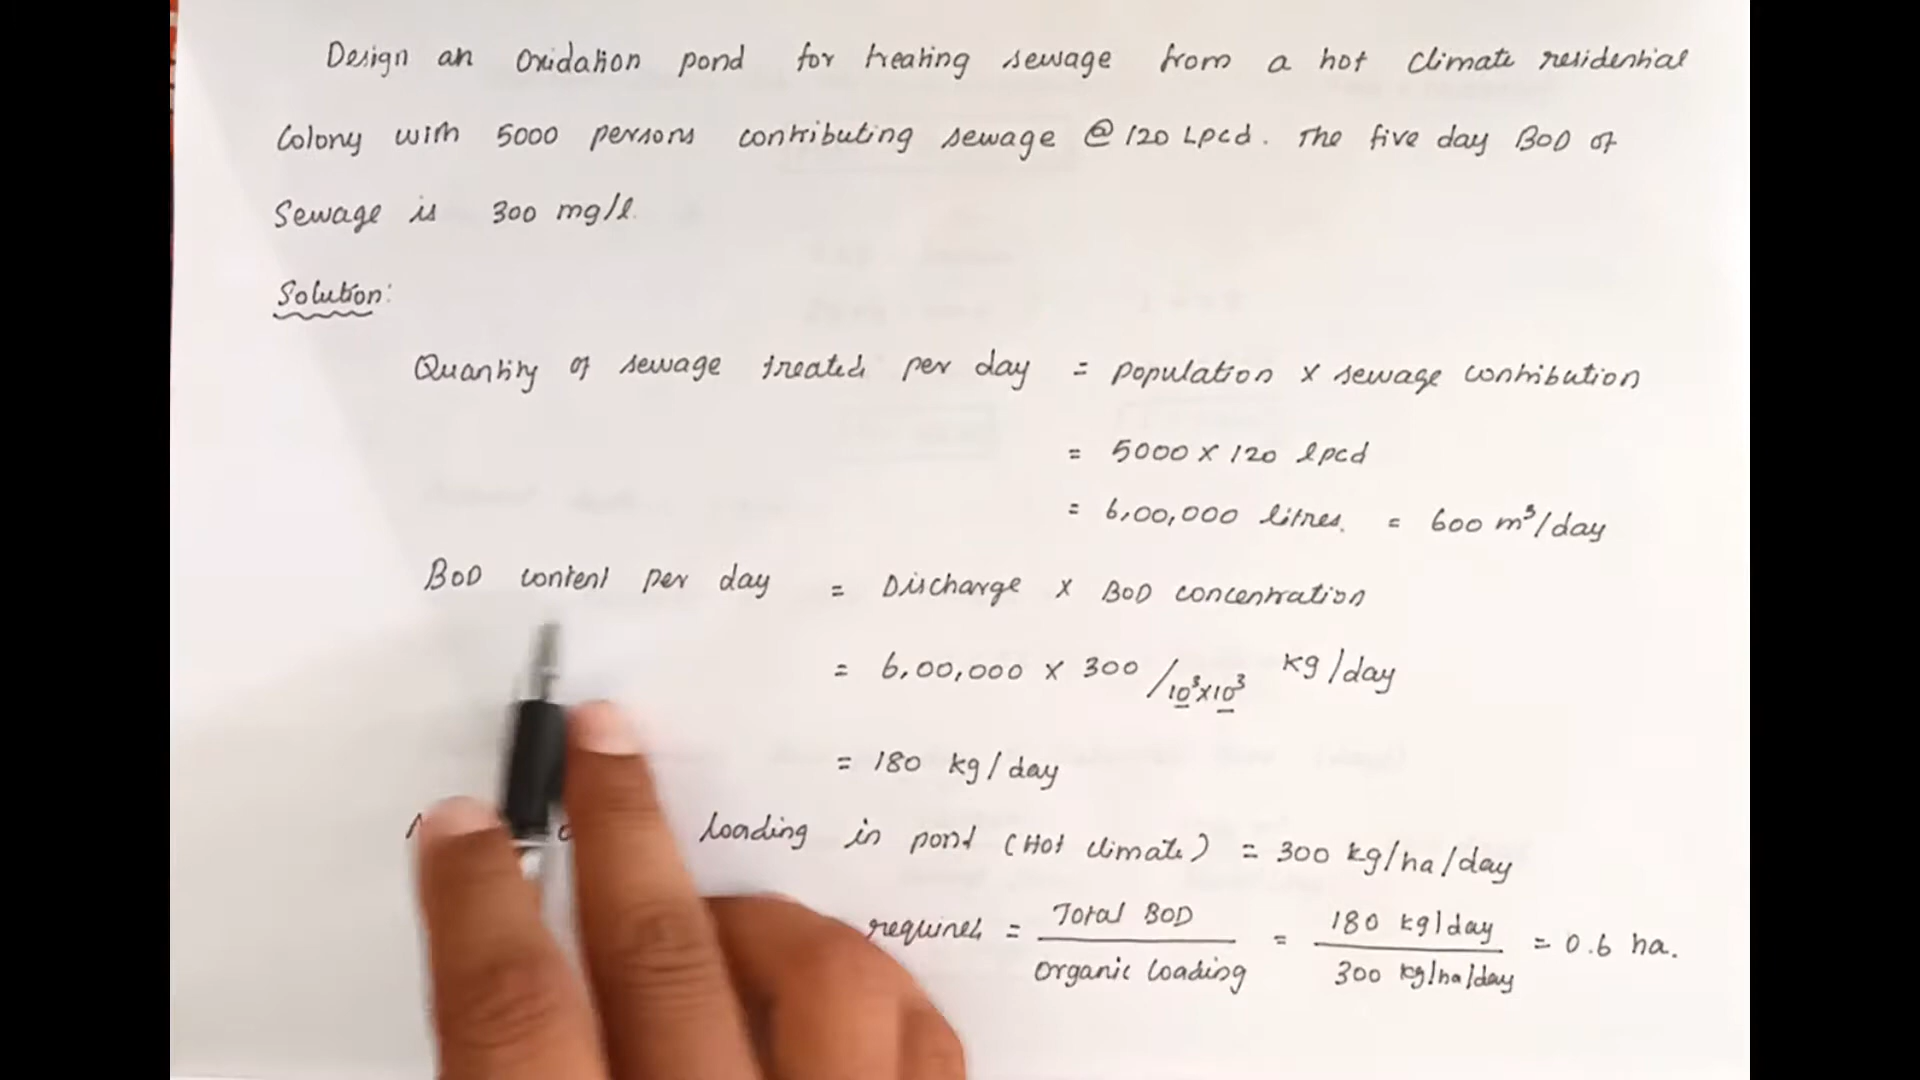 Design an oxidation pond for treating sewage from a hot climate residential
Colony with 5000 persons contributing sewage @ 120 Lpcd. The five day BOD of
Sewage is 300 mg/l.
Solution:
Quantity of sewage treated per day = population x sewage contribution
= 5000 x 120 lpcd
= 6,00,000 litres. = 600 m³/day
BOD content per day = Discharge x BOD concentration
= 6,00,000 x 300 /10³x10³ kg/day
= 180 kg/day
loading in pond (Hot climate) = 300 kg/ha/day
required = Total BOD / Organic loading = 180 kg/day / 300 kg/ha/day = 0.6 ha.